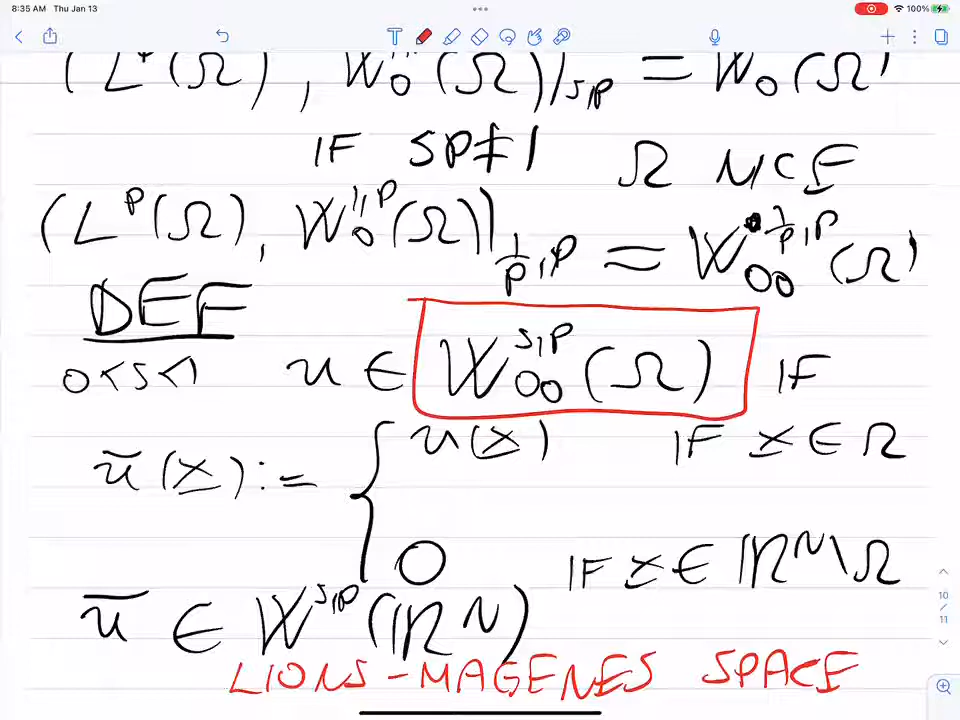 8:35 AM Thu Jan 13
100%
(L^p(Ω), W_0^{1,p}(Ω))_{s,p} = W_0(Ω)
IF sp≠1 Ω NICE
(L^p(Ω), W_0^{1,p}(Ω))_{1/p,p} = W_{00}^{1/p,p}(Ω)
DEF
0<s<1 u ∈ W_{00}^{s,p}(Ω) IF
ū(x) := { u(x) IF x ∈ Ω
0 IF x ∈ ℝ^N \ Ω
ū ∈ W^{s,p}(ℝ^N)
LIONS-MAGENES SPACE
10
/
11